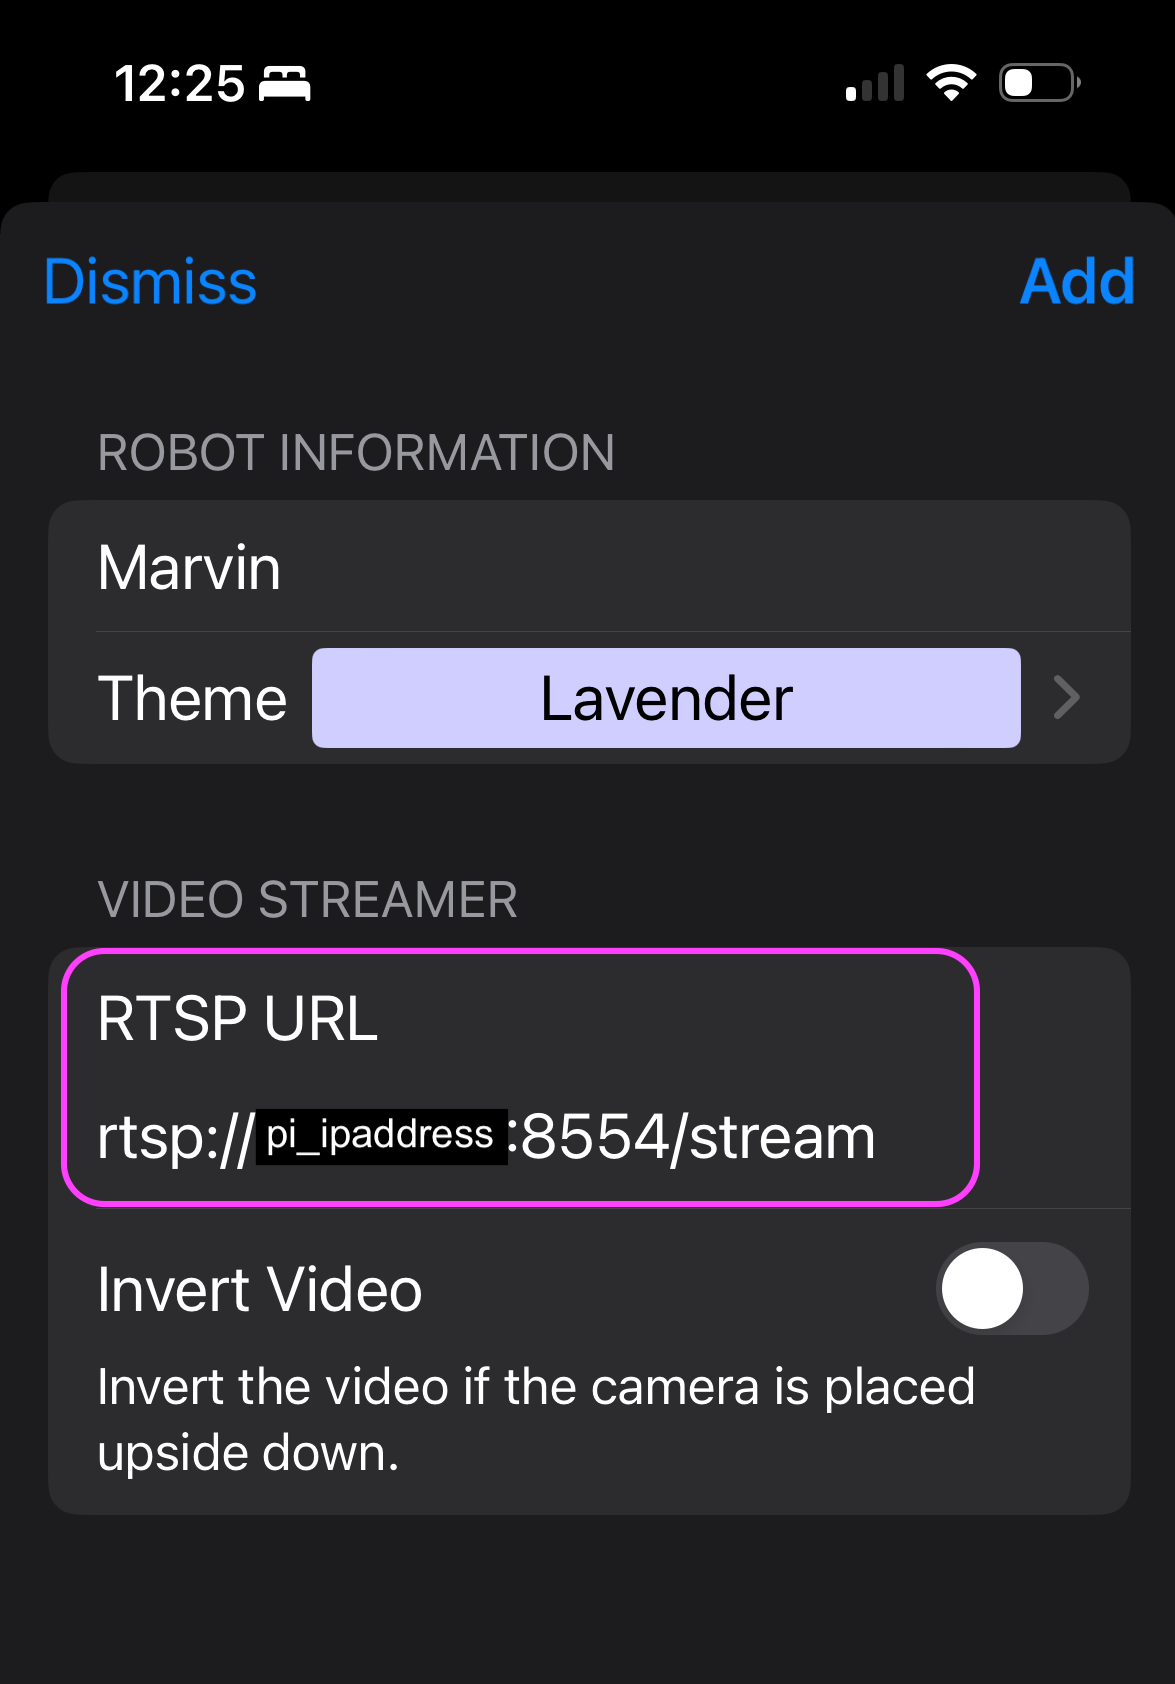 12:25
Dismiss
Add
ROBOT INFORMATION
Marvin
Theme
Lavender
VIDEO STREAMER
RTSP URL
rtsp://pi_ipaddress:8554/stream
Invert Video
Invert the video if the camera is placed
upside down.